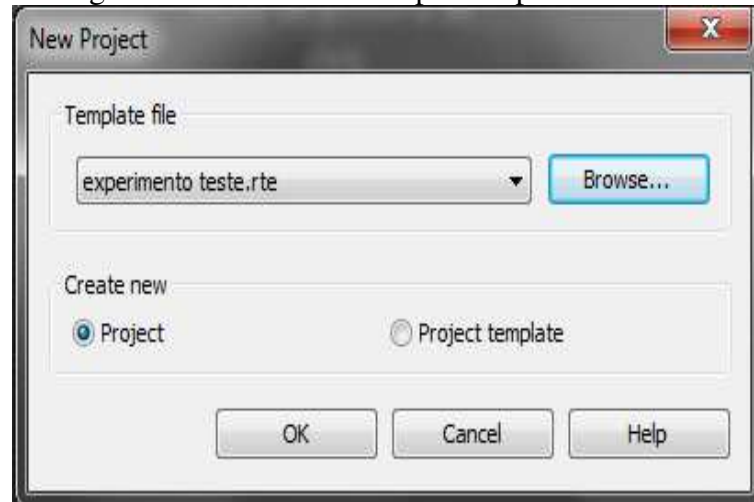 New Project
X
Template file
experimento teste.rte
Browse...
Create new
Project
Project template
OK
Cancel
Help